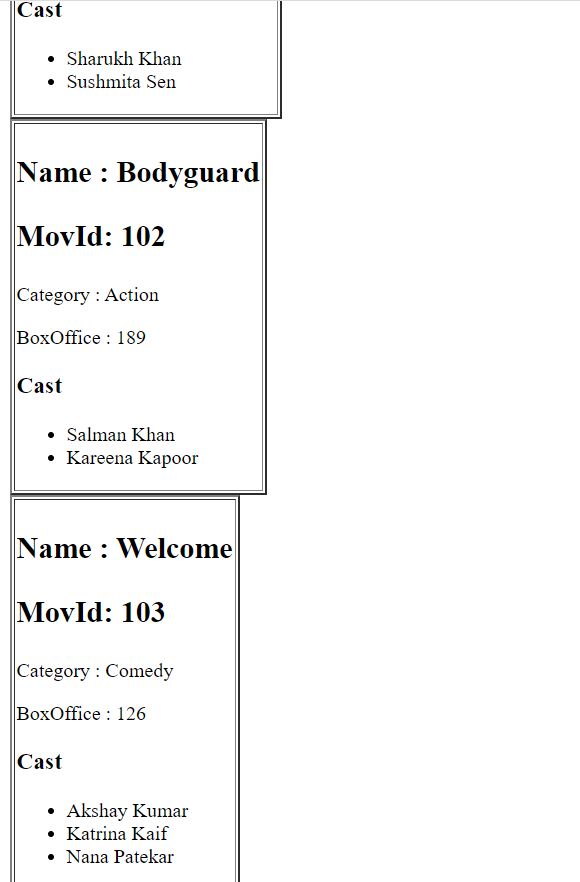 Cast
Sharukh Khan
Sushmita Sen
Name : Bodyguard
MovId: 102
Category : Action
BoxOffice : 189
Cast
Salman Khan
Kareena Kapoor
Name : Welcome
MovId: 103
Category : Comedy
BoxOffice : 126
Cast
Akshay Kumar
Katrina Kaif
Nana Patekar